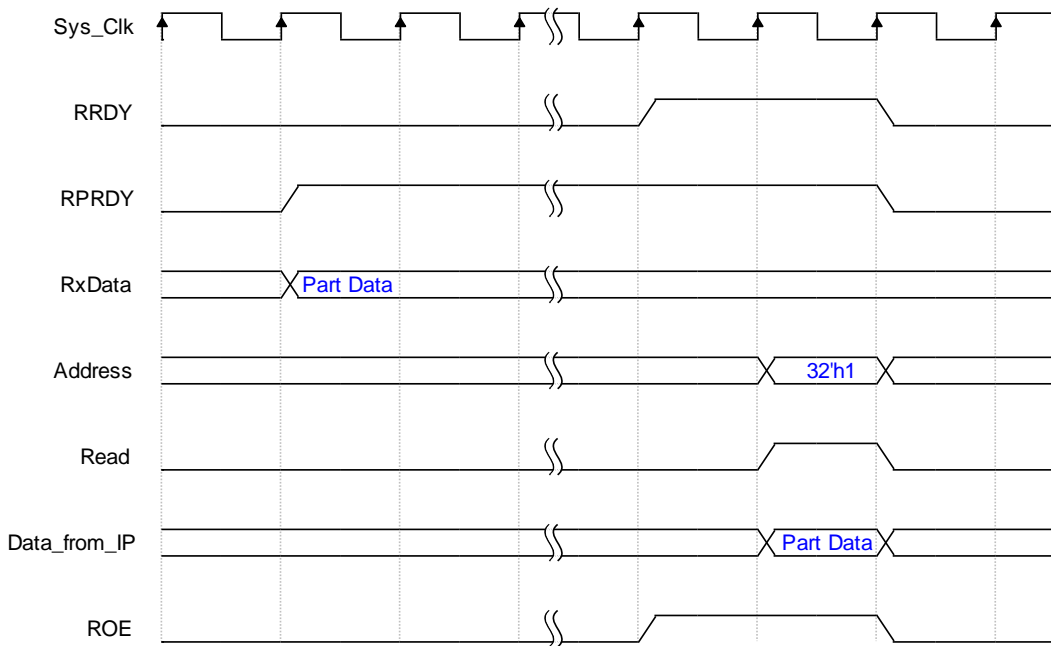 Sys_Clk
RRDY
RPRDY
RxData Part Data
Address 32'h1
Read
Data_from_IP Part Data
ROE